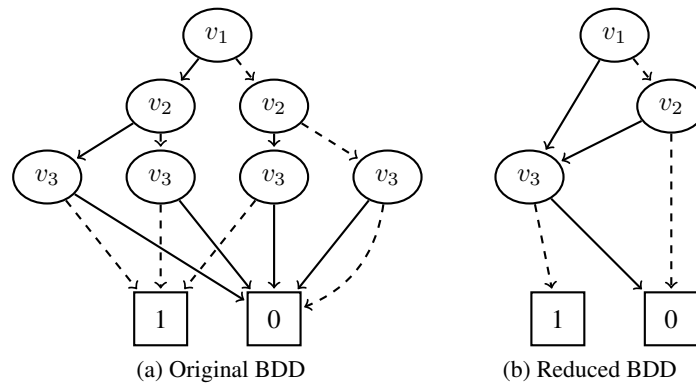 v1 v1
v2 v2 v2
v3 v3 v3 v3 v3
1 0 1 0
(a) Original BDD (b) Reduced BDD